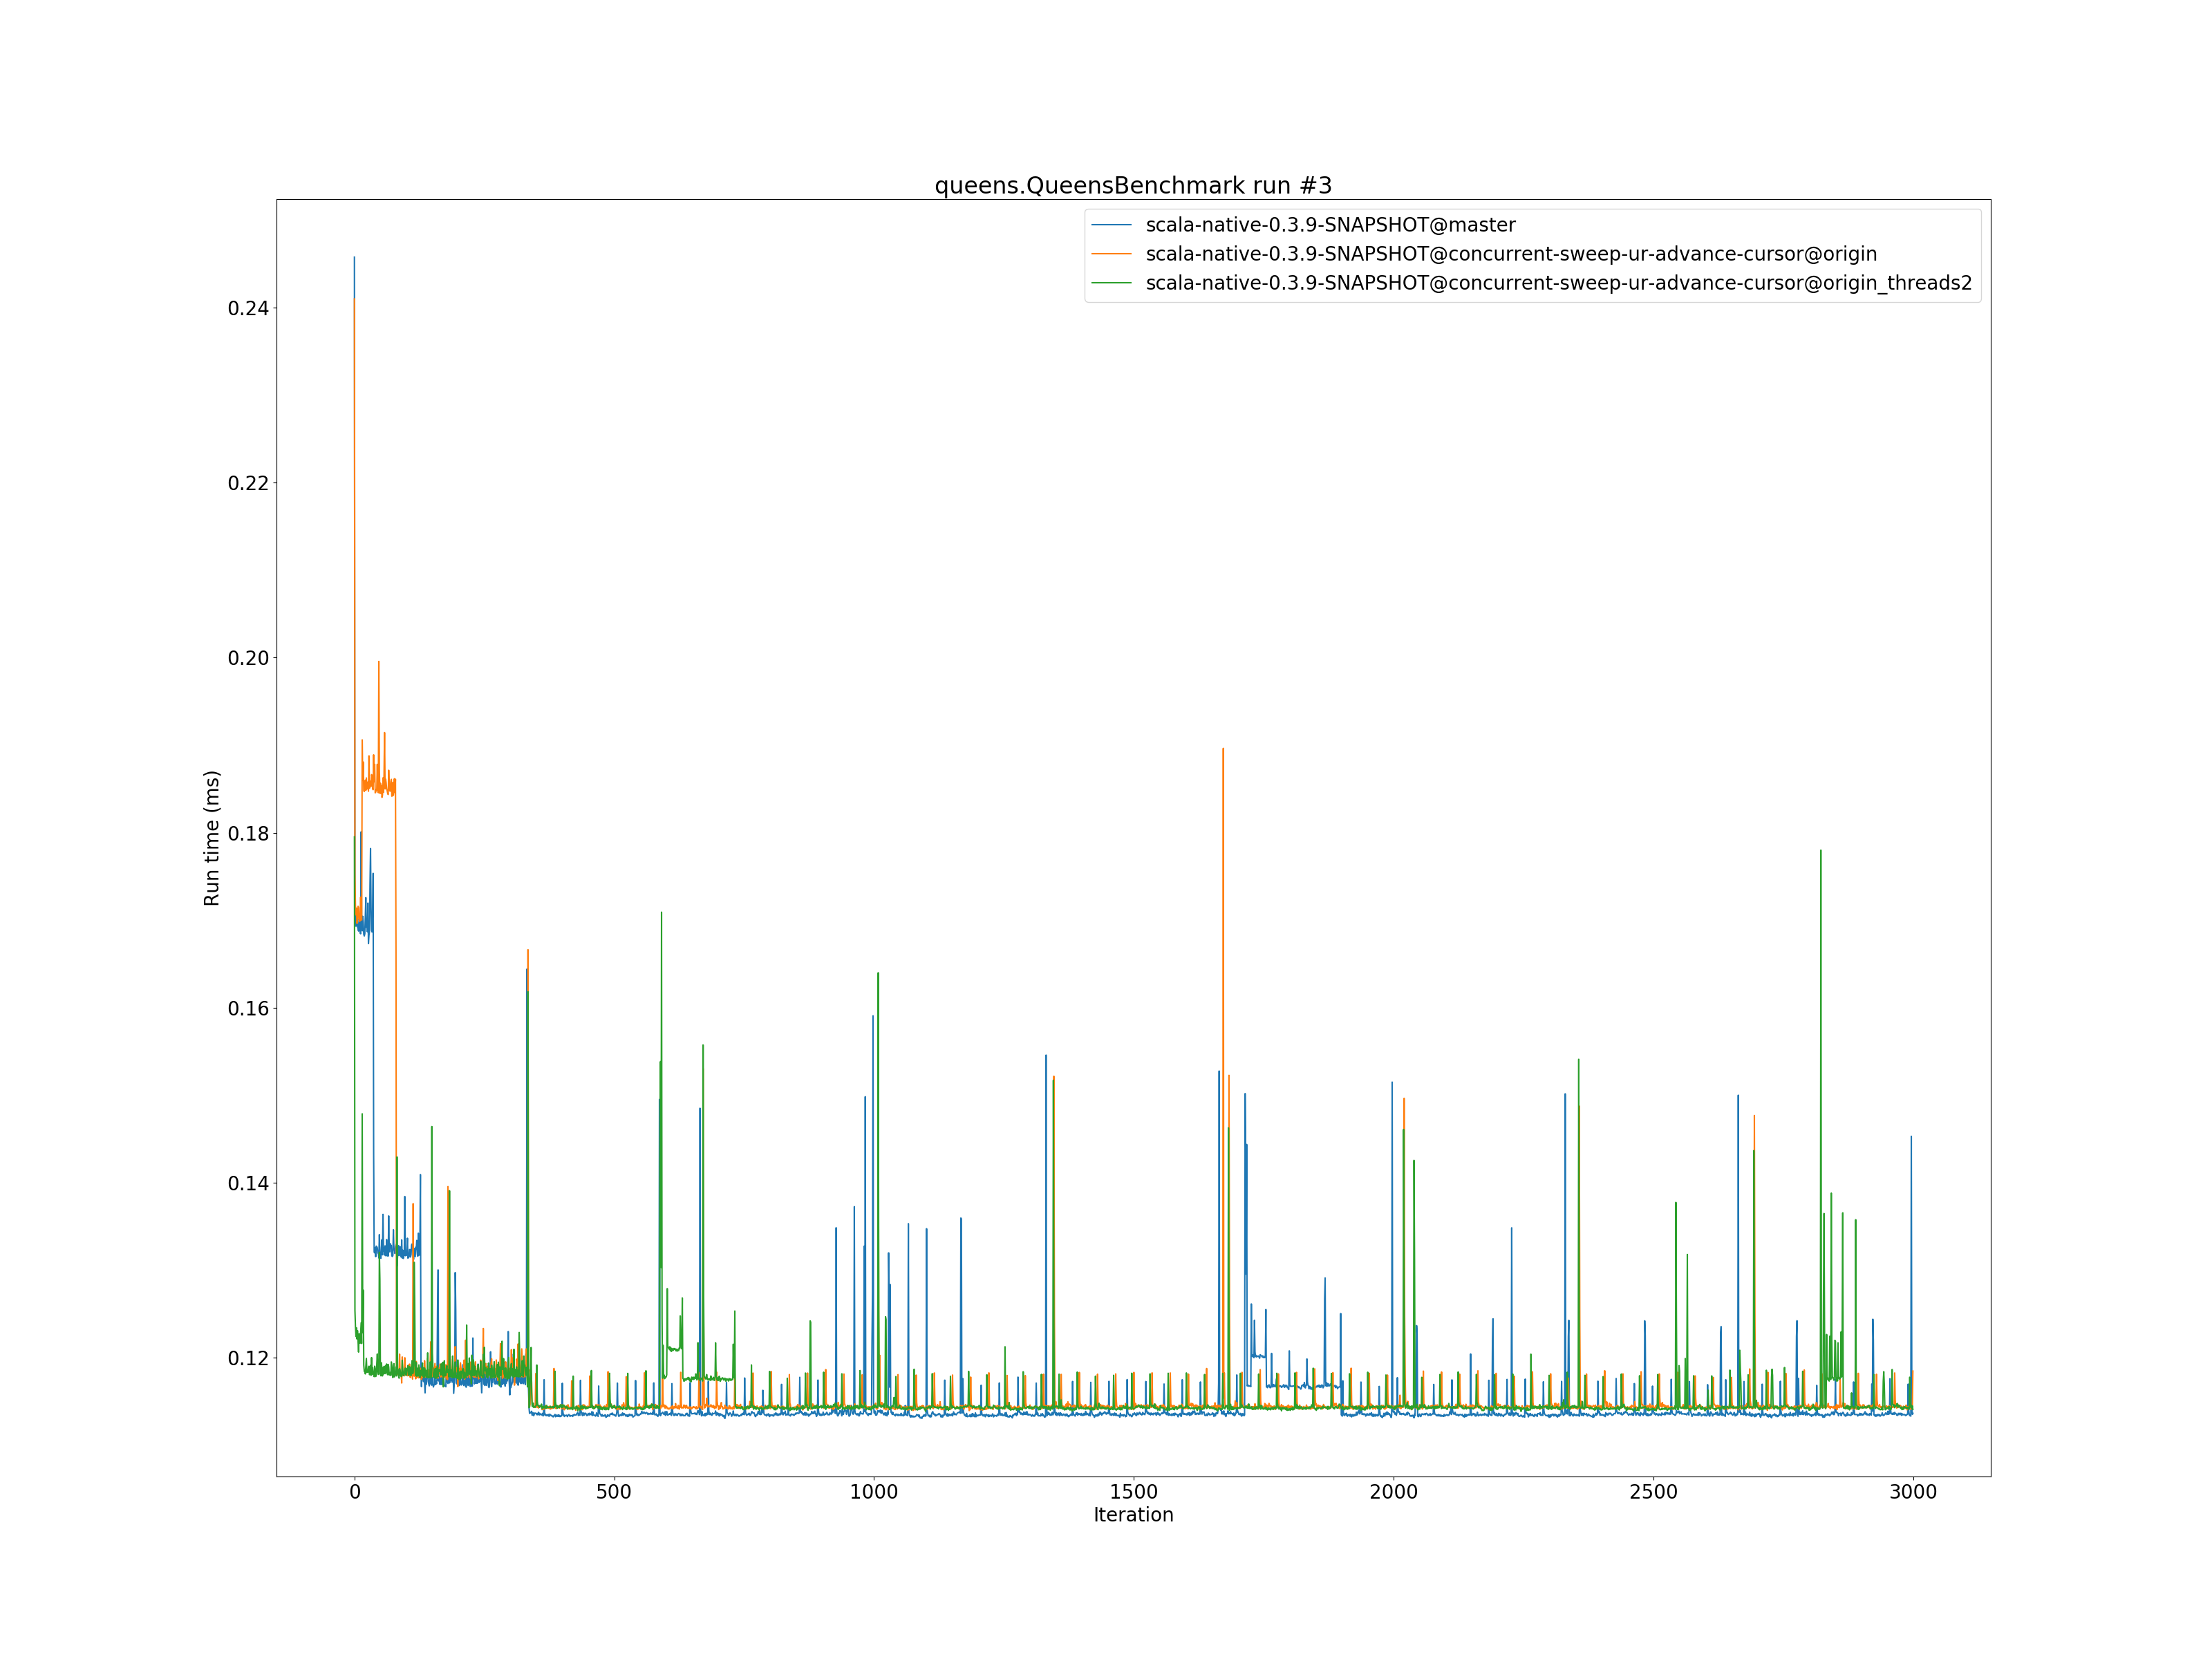 queens.QueensBenchmark run #3
scala-native-0.3.9-SNAPSHOT@master
scala-native-0.3.9-SNAPSHOT@concurrent-sweep-ur-advance-cursor@origin
scala-native-0.3.9-SNAPSHOT@concurrent-sweep-ur-advance-cursor@origin_threads2
Run time (ms)
0.24
0.22
0.20
0.18
0.16
0.14
0.12
0 500 1000 1500 2000 2500 3000
Iteration